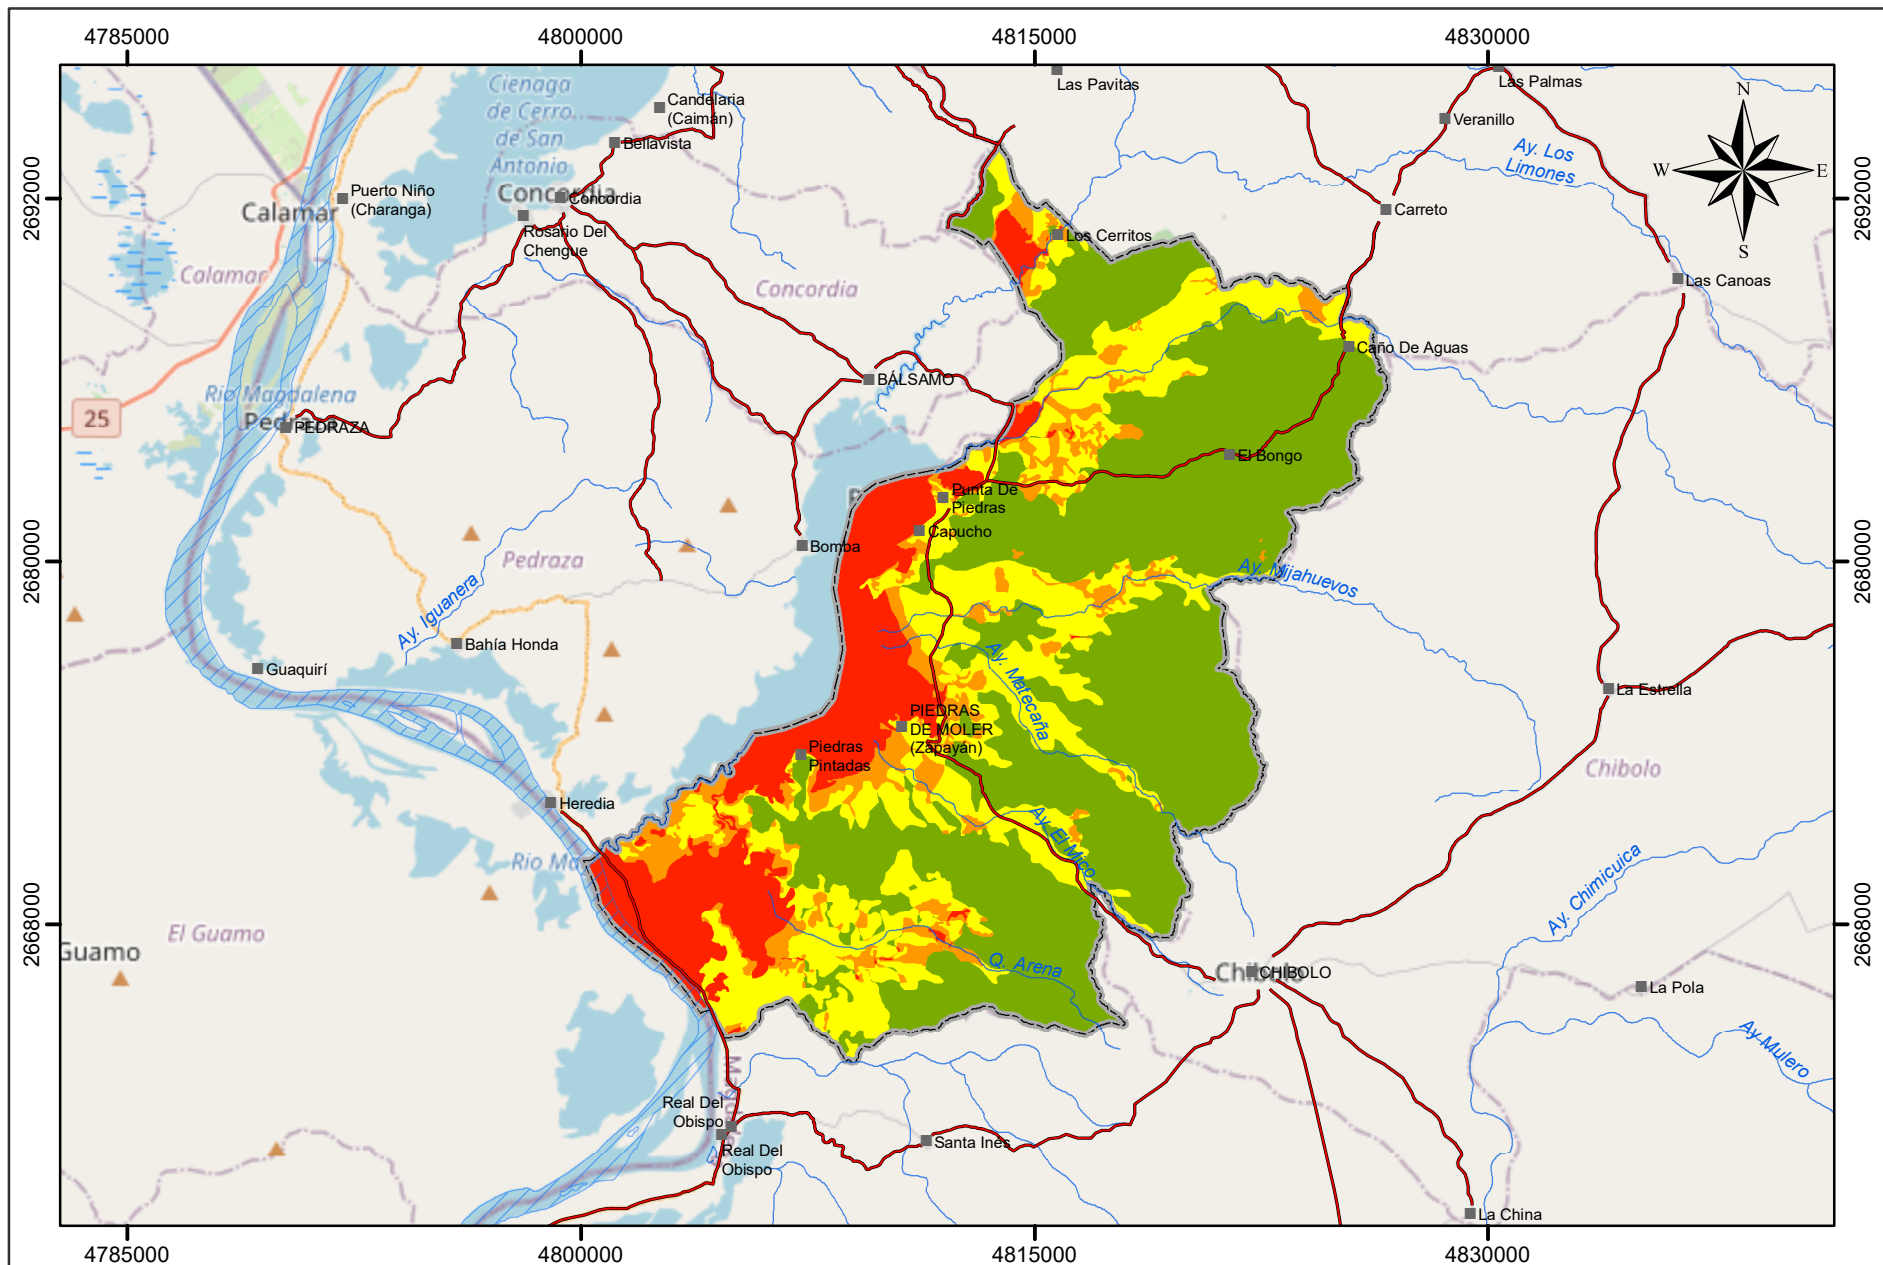 4785000
4800000
4815000
4830000
Cienaga
de Cerro
de San
Antonio
Candelaria
(Caimán)
Bellavista
Las Pavitas
Las Palmas
Veranillo
N
W
E
S
Ay. Los
Limones
2692000
2692000
Puerto Niño
(Charanga)
Calamar
Concordia
Concordia
Rosario Del
Chengue
Carreto
Los Cerritos
Calamar
Concordia
Las Canoas
Caño De Aguas
BÁLSAMO
Rio Magdalena
25
PEDRAZA
El Bongo
Punta De
Piedras
Capucho
Bomba
Pedraza
2680000
2680000
Ay. Mijahuevos
Ay. Iguanera
Bahía Honda
Guaquirí
Ay. Matecaña
La Estrella
PIEDRAS
DE MOLER
(Zapayán)
Piedras
Pintadas
Chibolo
Heredia
Ay. El Mico
Rio Ma
Ay. Chimicuica
El Guamo
Guamo
2668000
2668000
Q. Arena
CHIBOLO
La Pola
Ay Mulero
Real Del
Obispo
Real Del
Obispo
Santa Inés
La China
4785000
4800000
4815000
4830000